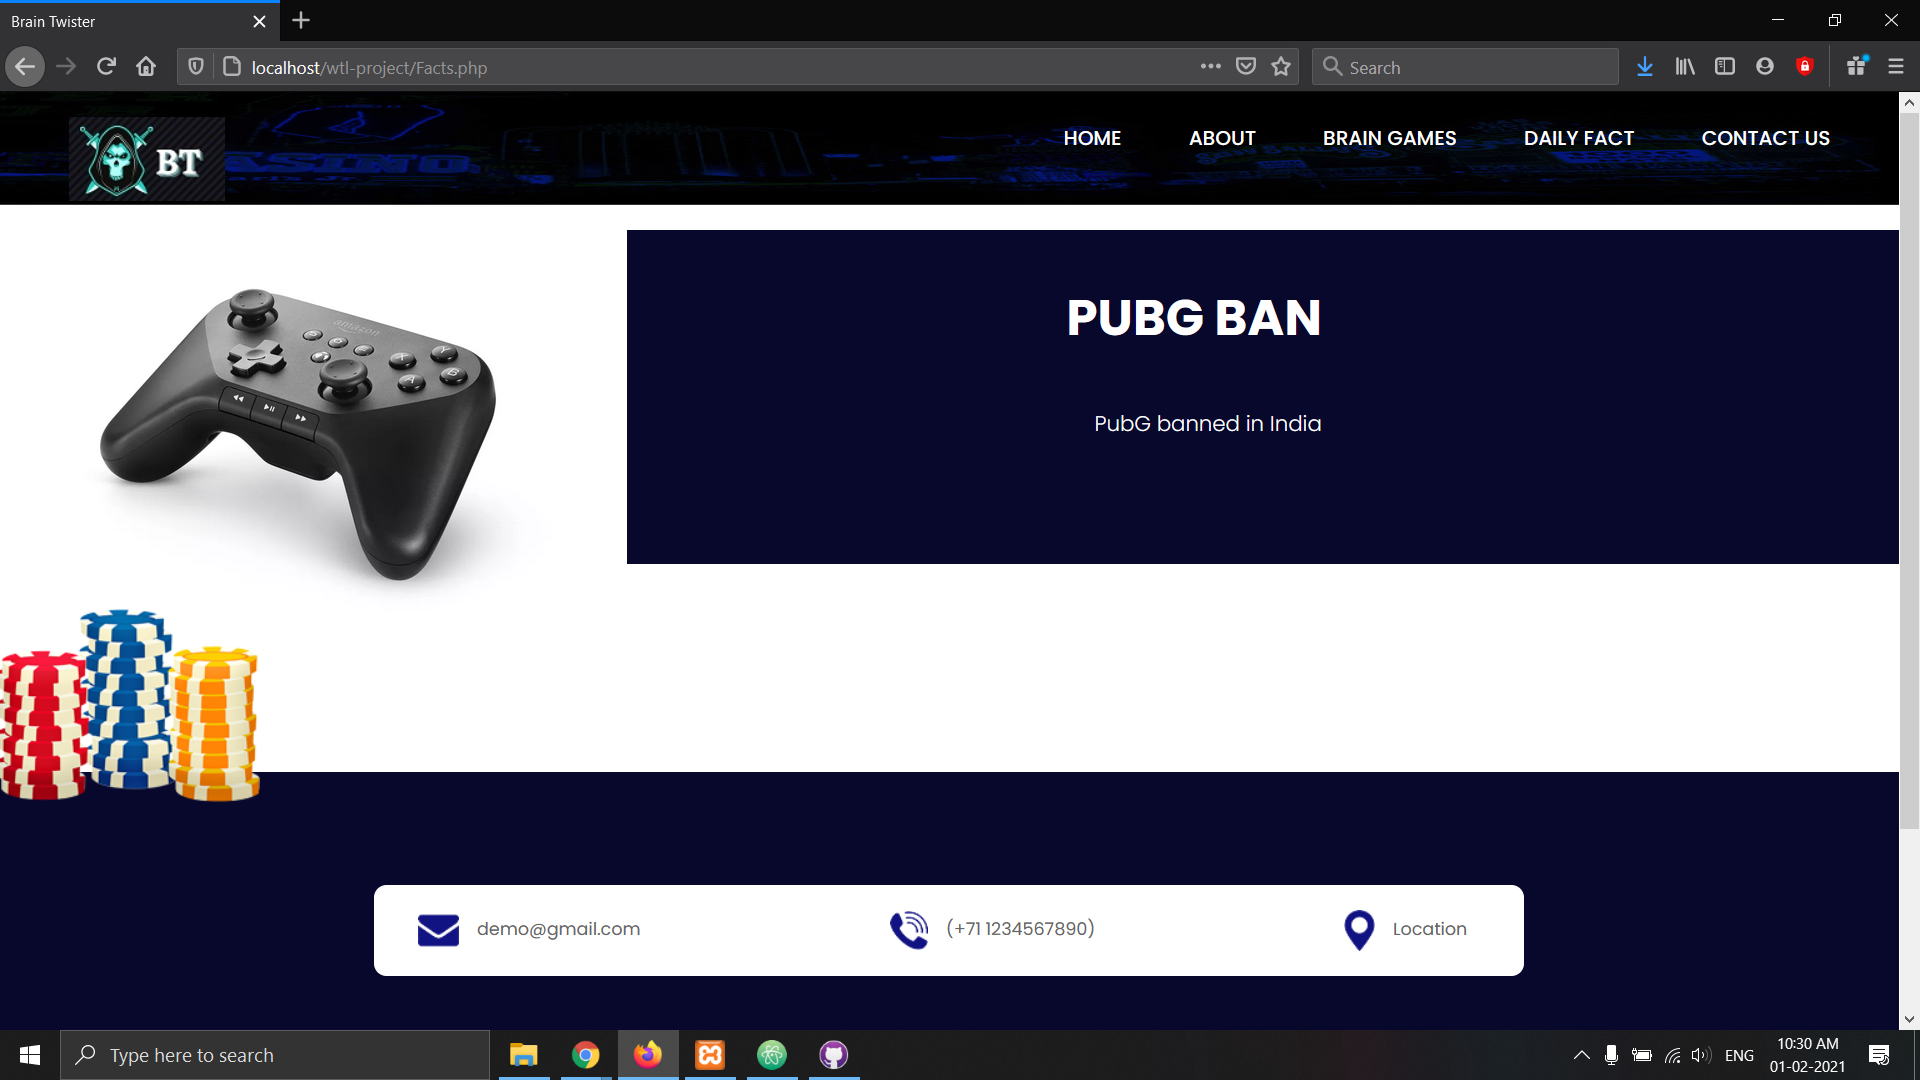 Brain Twister
localhost/wtl-project/Facts.php
Search
BT
HOME
ABOUT
BRAIN GAMES
DAILY FACT
CONTACT US
PUBG BAN
PubG banned in India
amazon
X
Y
A
B
demo@gmail.com
(+71 1234567890)
Location
Type here to search
ENG
10:30 AM
01-02-2021